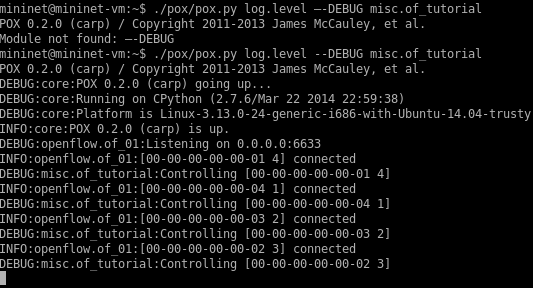 mininet@mininet-vm:~$ ./pox/pox.py log.level —-DEBUG misc.of_tutorial
POX 0.2.0 (carp) / Copyright 2011-2013 James McCauley, et al.
Module not found: —-DEBUG
mininet@mininet-vm:~$ ./pox/pox.py log.level --DEBUG misc.of_tutorial
POX 0.2.0 (carp) / Copyright 2011-2013 James McCauley, et al.
DEBUG:core:POX 0.2.0 (carp) going up...
DEBUG:core:Running on CPython (2.7.6/Mar 22 2014 22:59:38)
DEBUG:core:Platform is Linux-3.13.0-24-generic-i686-with-Ubuntu-14.04-trusty
INFO:core:POX 0.2.0 (carp) is up.
DEBUG:openflow.of_01:Listening on 0.0.0.0:6633
INFO:openflow.of_01:[00-00-00-00-00-01 4] connected
DEBUG:misc.of_tutorial:Controlling [00-00-00-00-00-01 4]
INFO:openflow.of_01:[00-00-00-00-00-04 1] connected
DEBUG:misc.of_tutorial:Controlling [00-00-00-00-00-04 1]
INFO:openflow.of_01:[00-00-00-00-00-03 2] connected
DEBUG:misc.of_tutorial:Controlling [00-00-00-00-00-03 2]
INFO:openflow.of_01:[00-00-00-00-00-02 3] connected
DEBUG:misc.of_tutorial:Controlling [00-00-00-00-00-02 3]